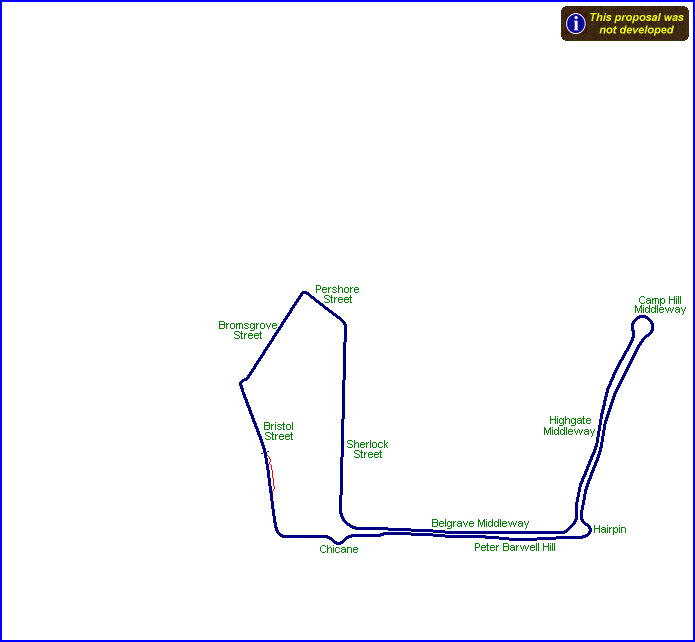 This proposal was
not developed
Pershore
Street
Camp Hill
Middleway
Bromsgrove
Street
Highgate
Middleway
Bristol
Street
Sherlock
Street
Belgrave Middleway
Hairpin
Chicane
Peter Barwell Hill